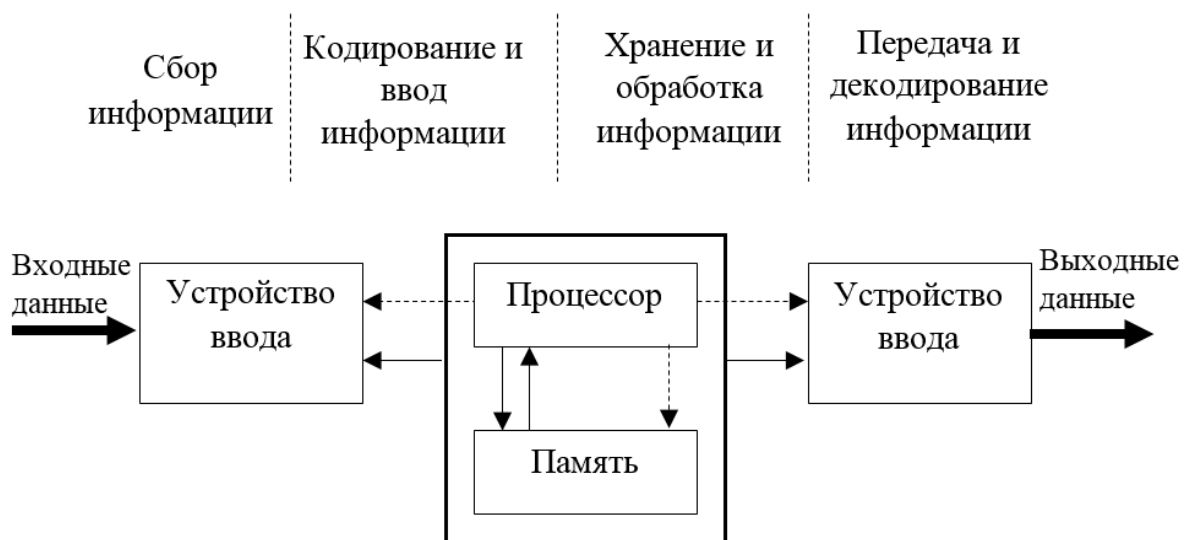 Сбор
информации
Кодирование и
ввод
информации
Хранение и
обработка
информации
Передача и
декодирование
информации
Входные
данные
Устройство
ввода
Процессор
Память
Устройство
ввода
Выходные
данные